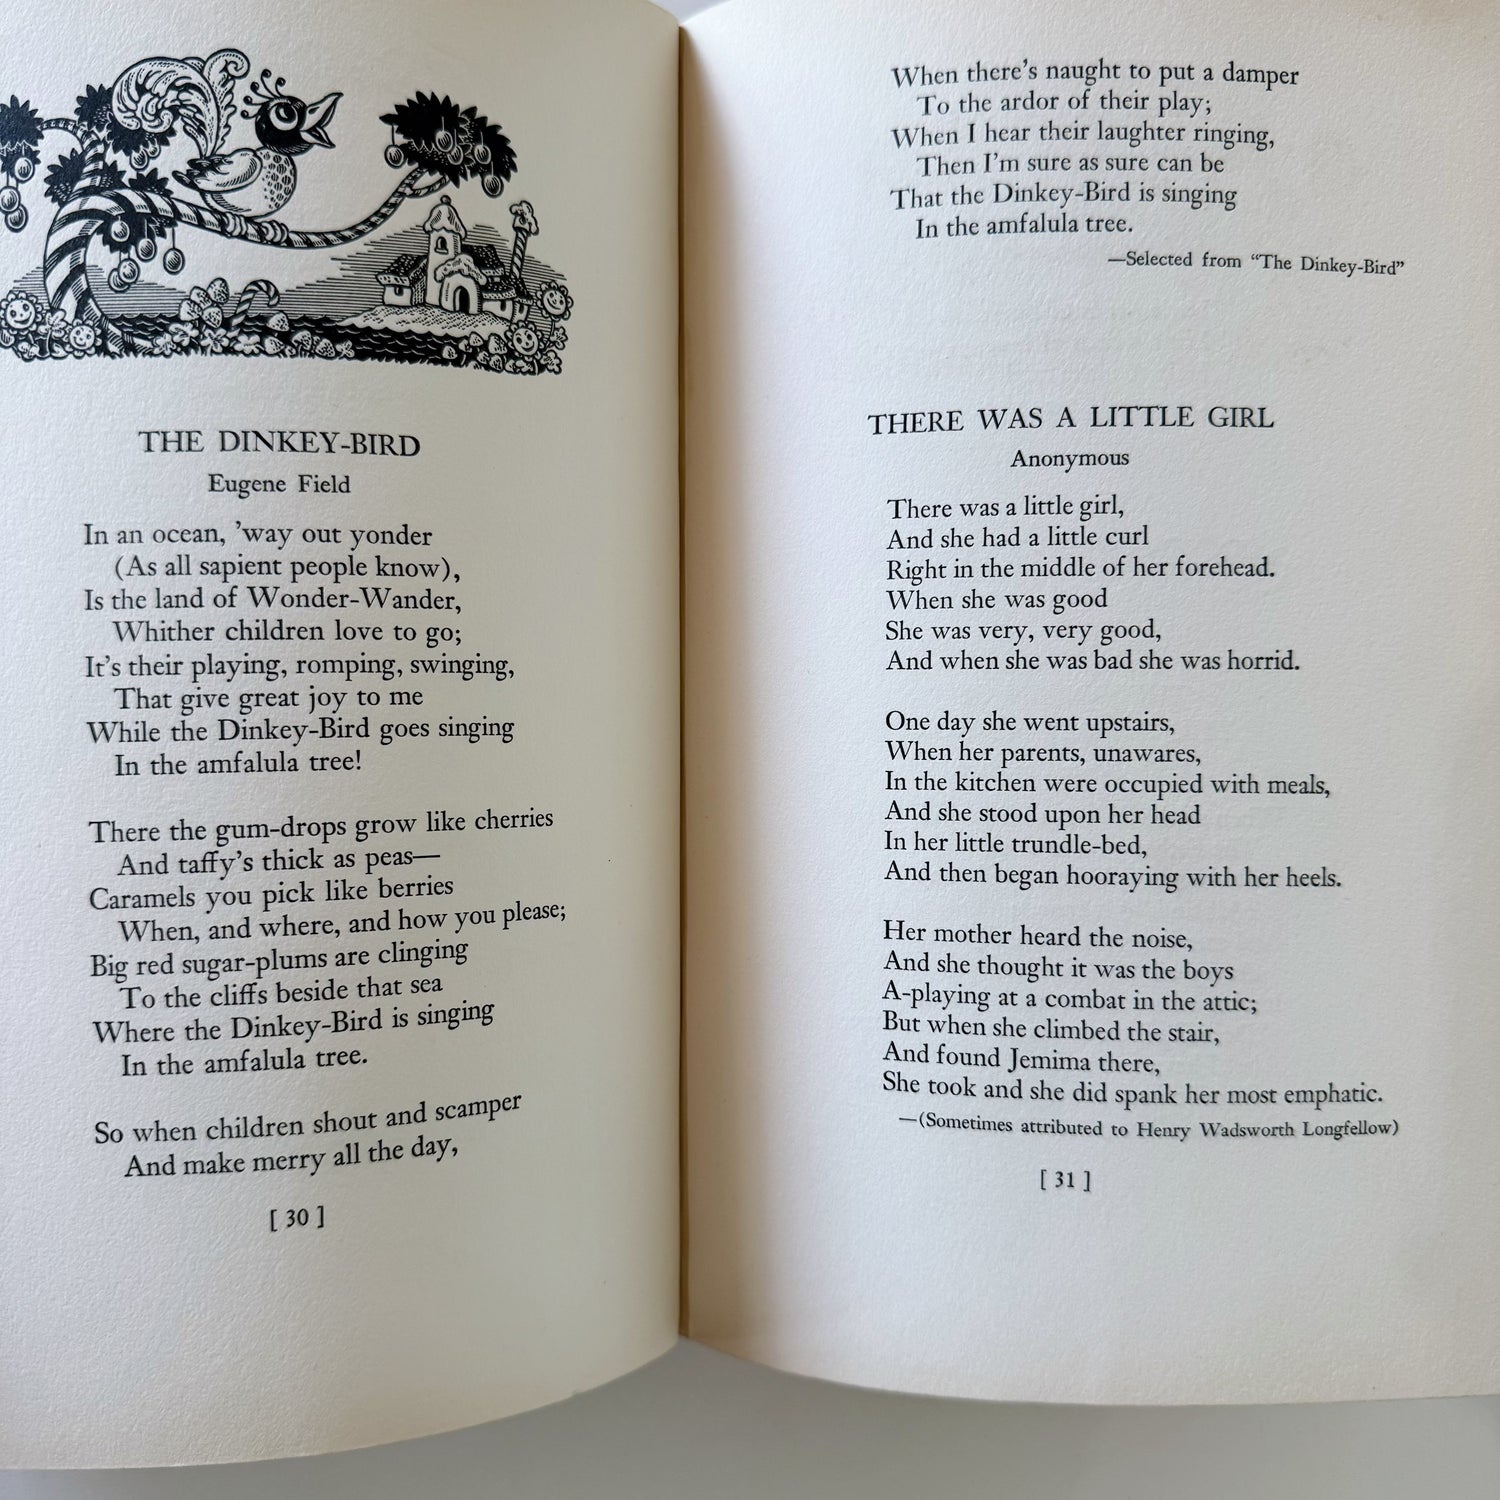 THE DINKEY-BIRD
Eugene Field
In an ocean, 'way out yonder
(As all sapient people know),
Is the land of Wonder-Wander,
Whither children love to go;
It's their playing, romping, swinging,
That give great joy to me
While the Dinkey-Bird goes singing
In the amfalula tree!
There the gum-drops grow like cherries
And taffy's thick as peas—
Caramels you pick like berries
When, and where, and how you please;
Big red sugar-plums are clinging
To the cliffs beside that sea
Where the Dinkey-Bird is singing
In the amfalula tree.
So when children shout and scamper
And make merry all the day,
[ 30 ]
When there's naught to put a damper
To the ardor of their play;
When I hear their laughter ringing,
Then I'm sure as sure can be
That the Dinkey-Bird is singing
In the amfalula tree.
—Selected from "The Dinkey-Bird"
THERE WAS A LITTLE GIRL
Anonymous
There was a little girl,
And she had a little curl
Right in the middle of her forehead.
When she was good
She was very, very good,
And when she was bad she was horrid.
One day she went upstairs,
When her parents, unawares,
In the kitchen were occupied with meals,
And she stood upon her head
In her little trundle-bed,
And then began hooraying with her heels.
Her mother heard the noise,
And she thought it was the boys
A-playing at a combat in the attic;
But when she climbed the stair,
And found Jemima there,
She took and she did spank her most emphatic.
—(Sometimes attributed to Henry Wadsworth Longfellow)
[ 31 ]